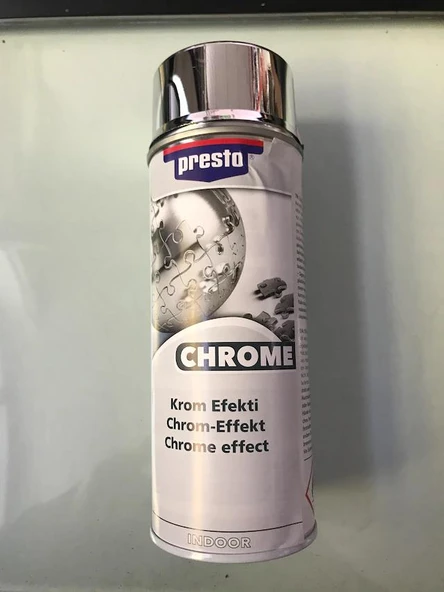 presto
CHROME
Krom Efekti
Chrom-Effekt
Chrome effect
INDOOR